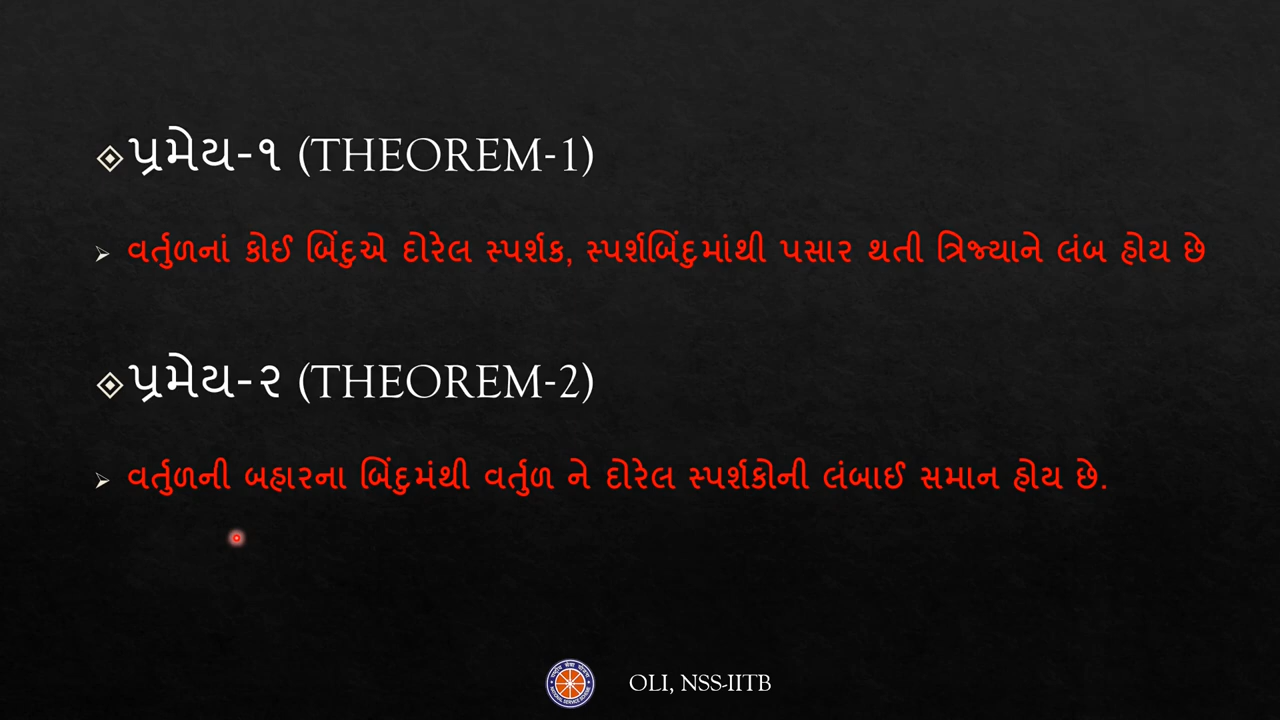 પ્રમેય-૧ (THEOREM-1)
વર્તુળનાં કોઈ બિંદુએ દોરેલ સ્પર્શક, સ્પર્શબિંદુમાંથી પસાર થતી ત્રિજ્યાને લંબ હોય છે
પ્રમેય-૨ (THEOREM-2)
વર્તુળની બહારના બિંદુમંથી વર્તુળ ને દોરેલ સ્પર્શકોની લંબાઈ સમાન હોય છે.
OLI, NSS-IITB